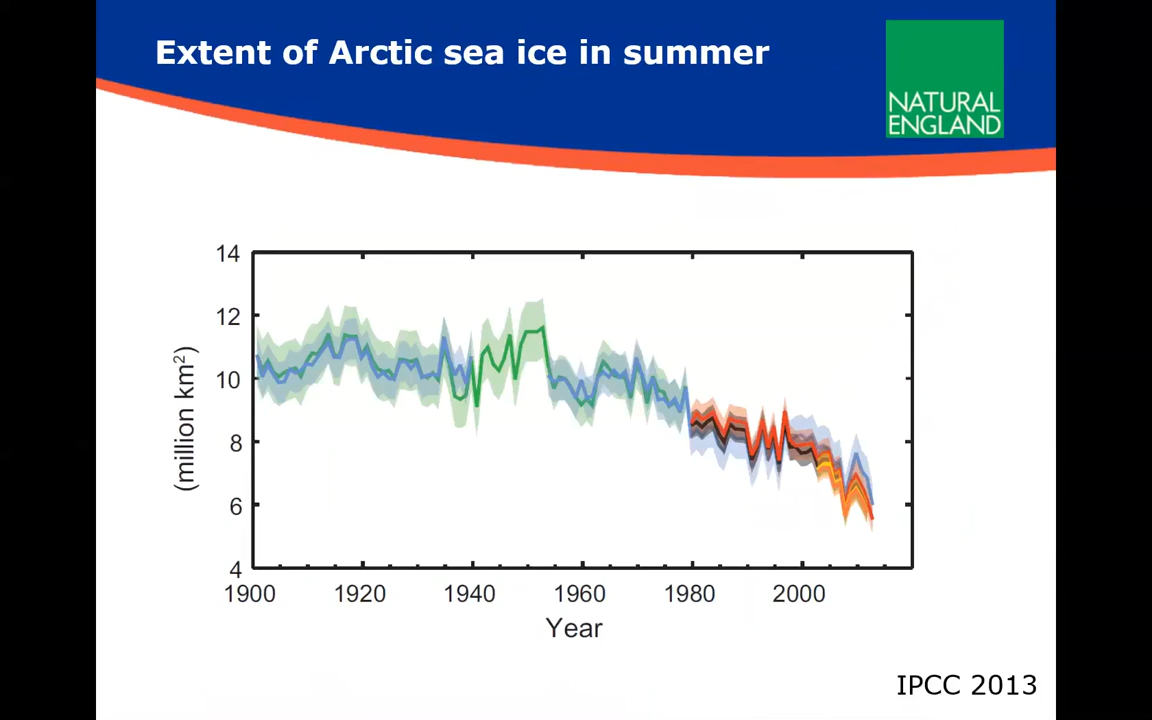 Extent of Arctic sea ice in summer
NATURAL
ENGLAND
14
12
10
8
6
4
(million km²)
1900 1920 1940 1960 1980 2000
Year
IPCC 2013